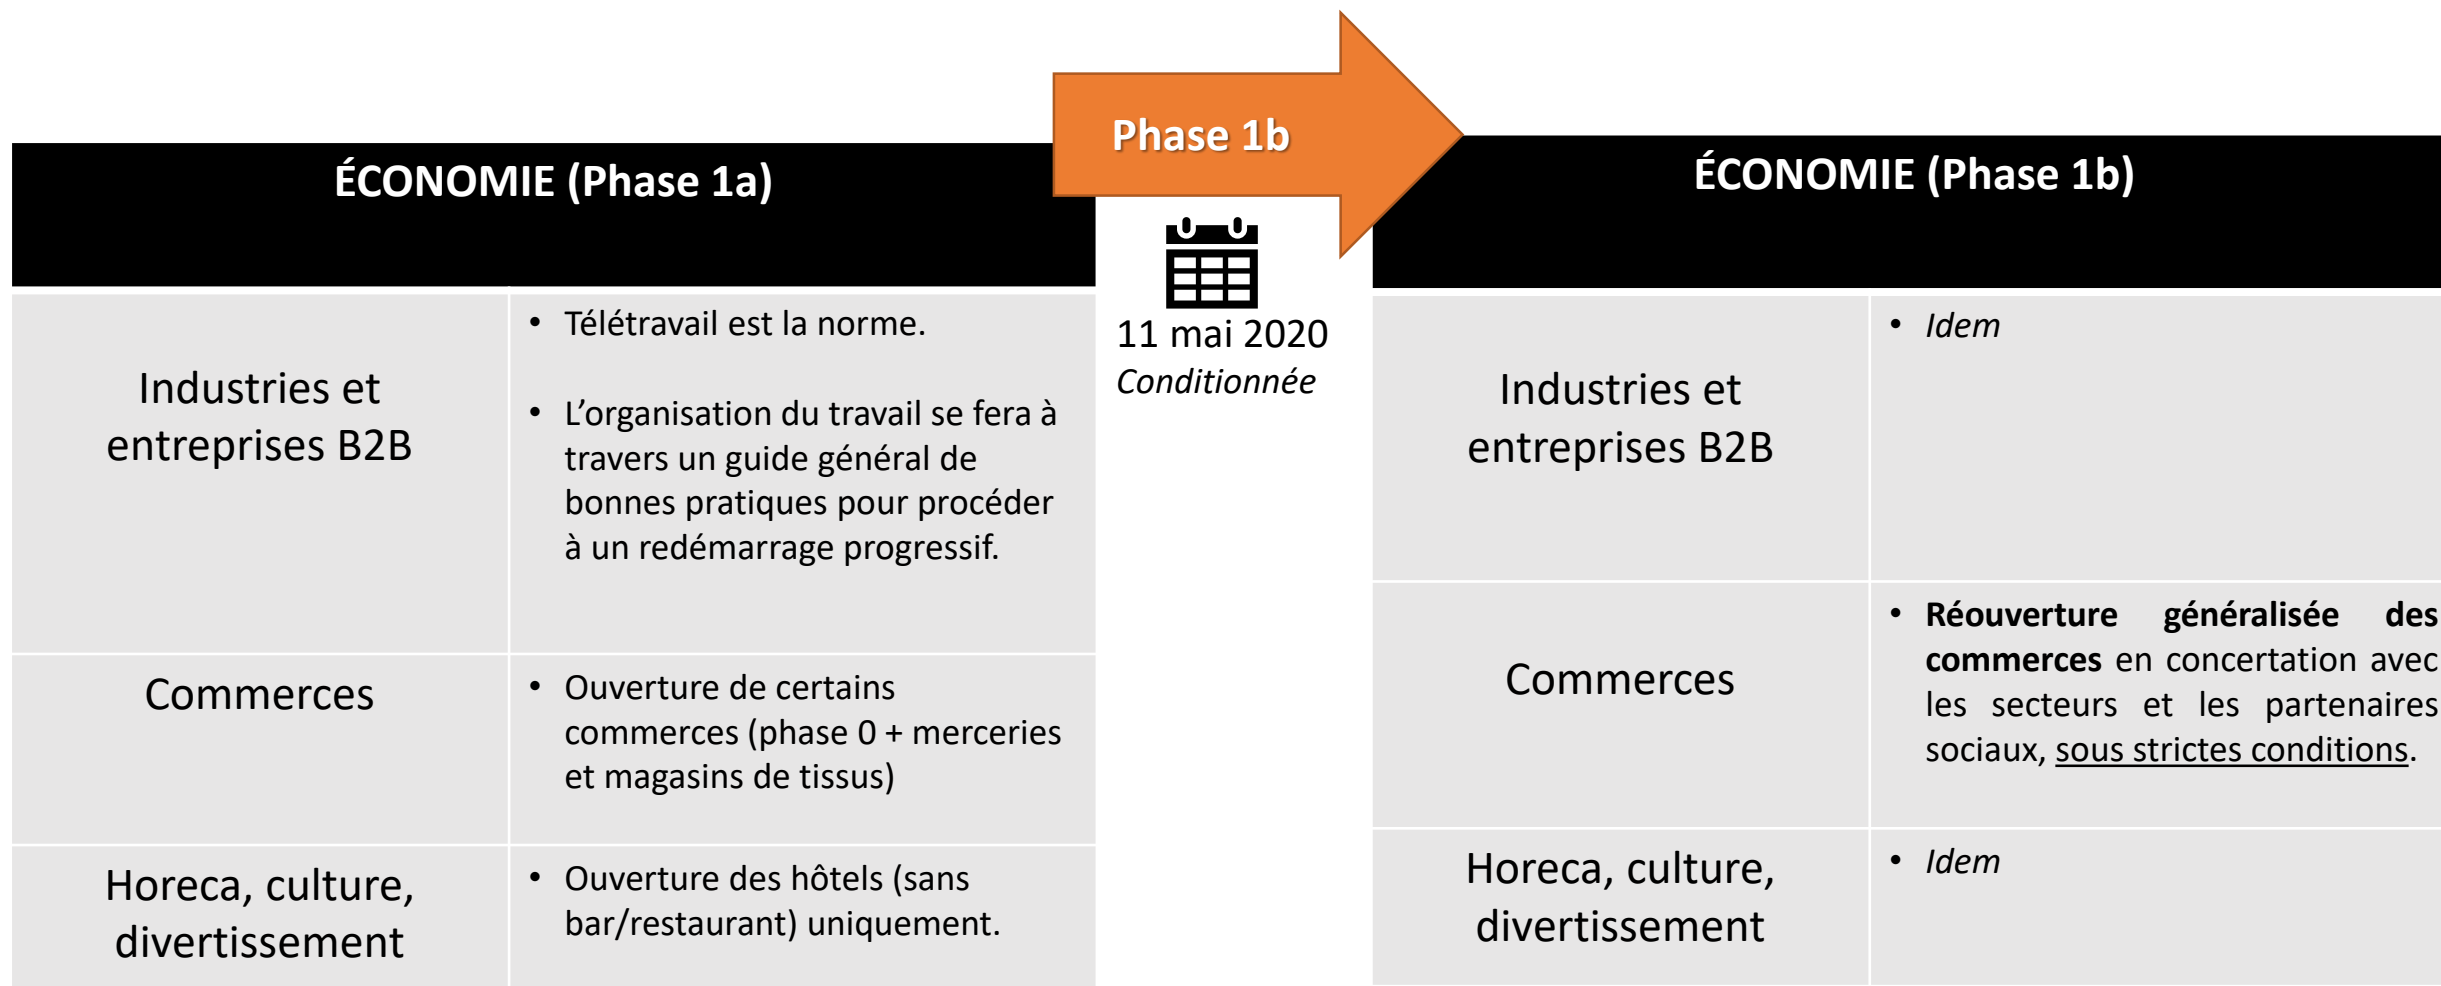 Phase 1b
ÉCONOMIE (Phase 1a)
Industries et
entreprises B2B
• Télétravail est la norme.
• L’organisation du travail se fera à
travers un guide général de
bonnes pratiques pour procéder
à un redémarrage progressif.
Commerces
• Ouverture de certains
commerces (phase 0 + merceries
et magasins de tissus)
Horeca, culture,
divertissement
• Ouverture des hôtels (sans
bar/restaurant) uniquement.
11 mai 2020
Conditionnée
ÉCONOMIE (Phase 1b)
Industries et
entreprises B2B
• Idem
Commerces
• Réouverture généralisée des
commerces en concertation avec
les secteurs et les partenaires
sociaux, sous strictes conditions.
Horeca, culture,
divertissement
• Idem